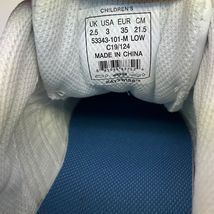 CHILDREN'S
UK USA EUR CM
2.5 3 35 21.5
53343-101-M LOW
C19/124
MADE IN CHINA